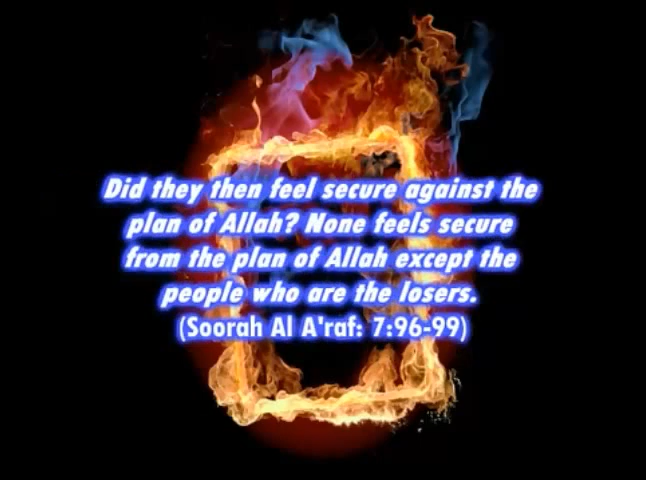 Did they then feel secure against the
plan of Allah? None feels secure
from the plan of Allah except the
people who are the losers.
(Soorah Al A'raf: 7:96-99)